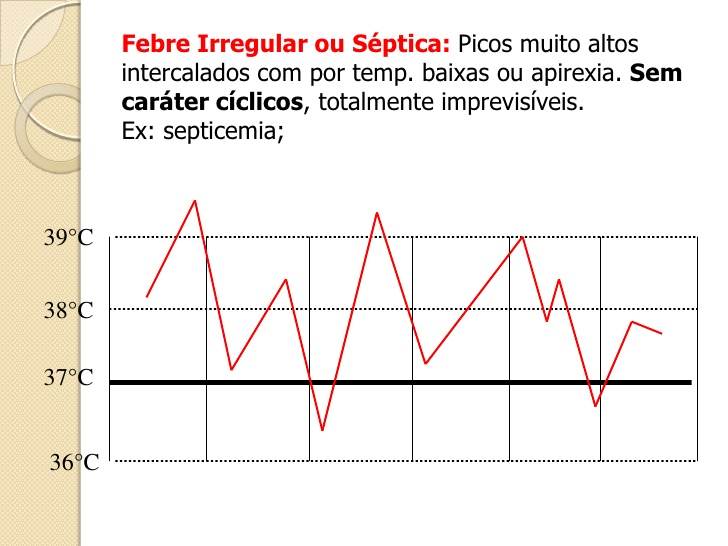 Febre Irregular ou Séptica: Picos muito altos
intercalados com por temp. baixas ou apirexia. Sem
caráter cíclicos, totalmente imprevisíveis.
Ex: septicemia;
39°C
38°C
37°C
36°C